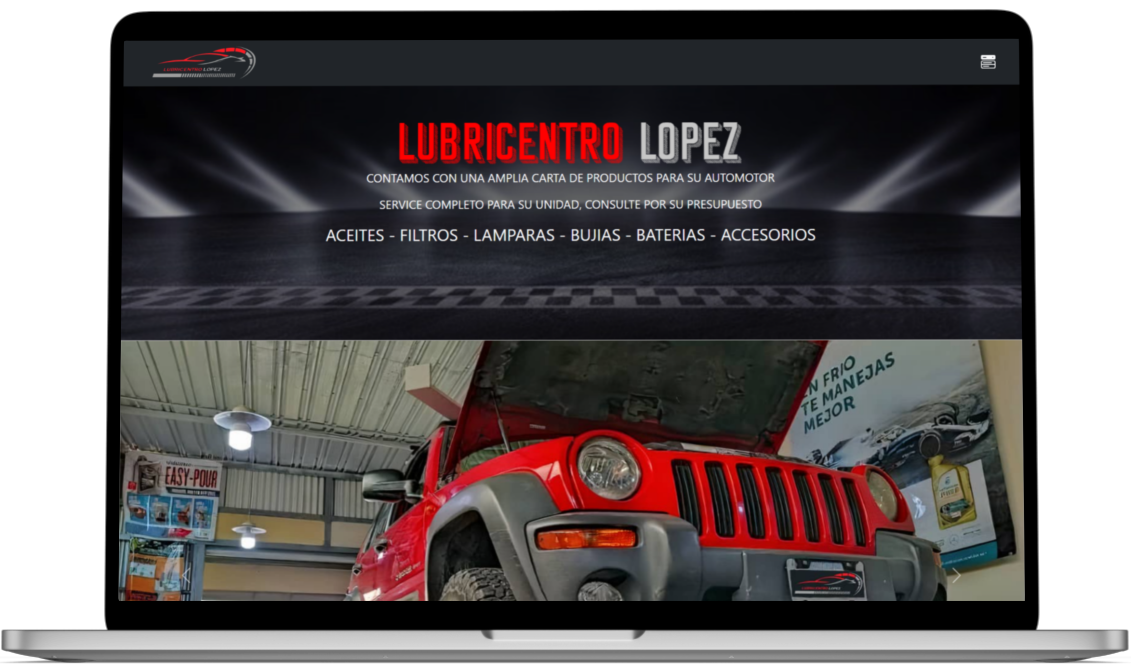 LUBRICENTRO LOPEZ
LUBRICENTRO LOPEZ
CONTAMOS CON UNA AMPLIA CARTA DE PRODUCTOS PARA SU AUTOMOTOR
SERVICE COMPLETO PARA SU UNIDAD, CONSULTE POR SU PRESUPUESTO
ACEITES - FILTROS - LAMPARAS - BUJIAS - BATERIAS - ACCESORIOS
EN FRIO
TE MANEJAS
MEJOR
EASY-POUR